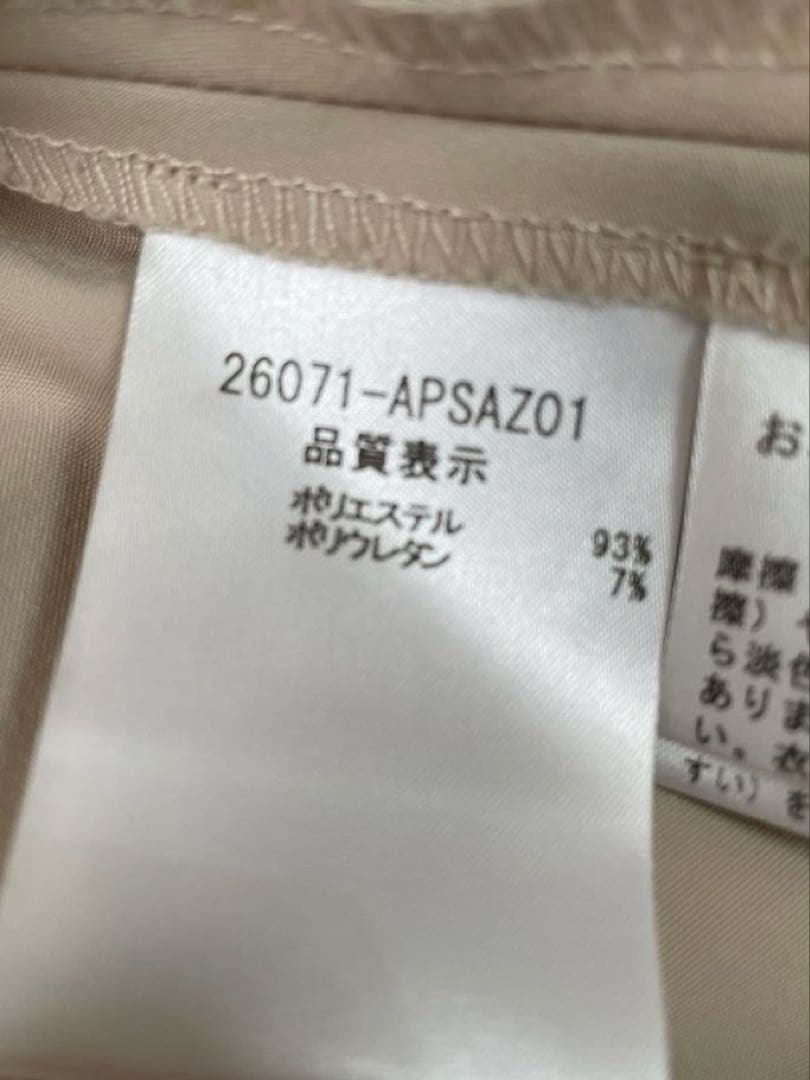 26071-APSAZ01
品質表示
ポリエステル 93%
ポリウレタン 7%
お
摩擦
擦)
ら淡色
ありま
い。衣
すい)を